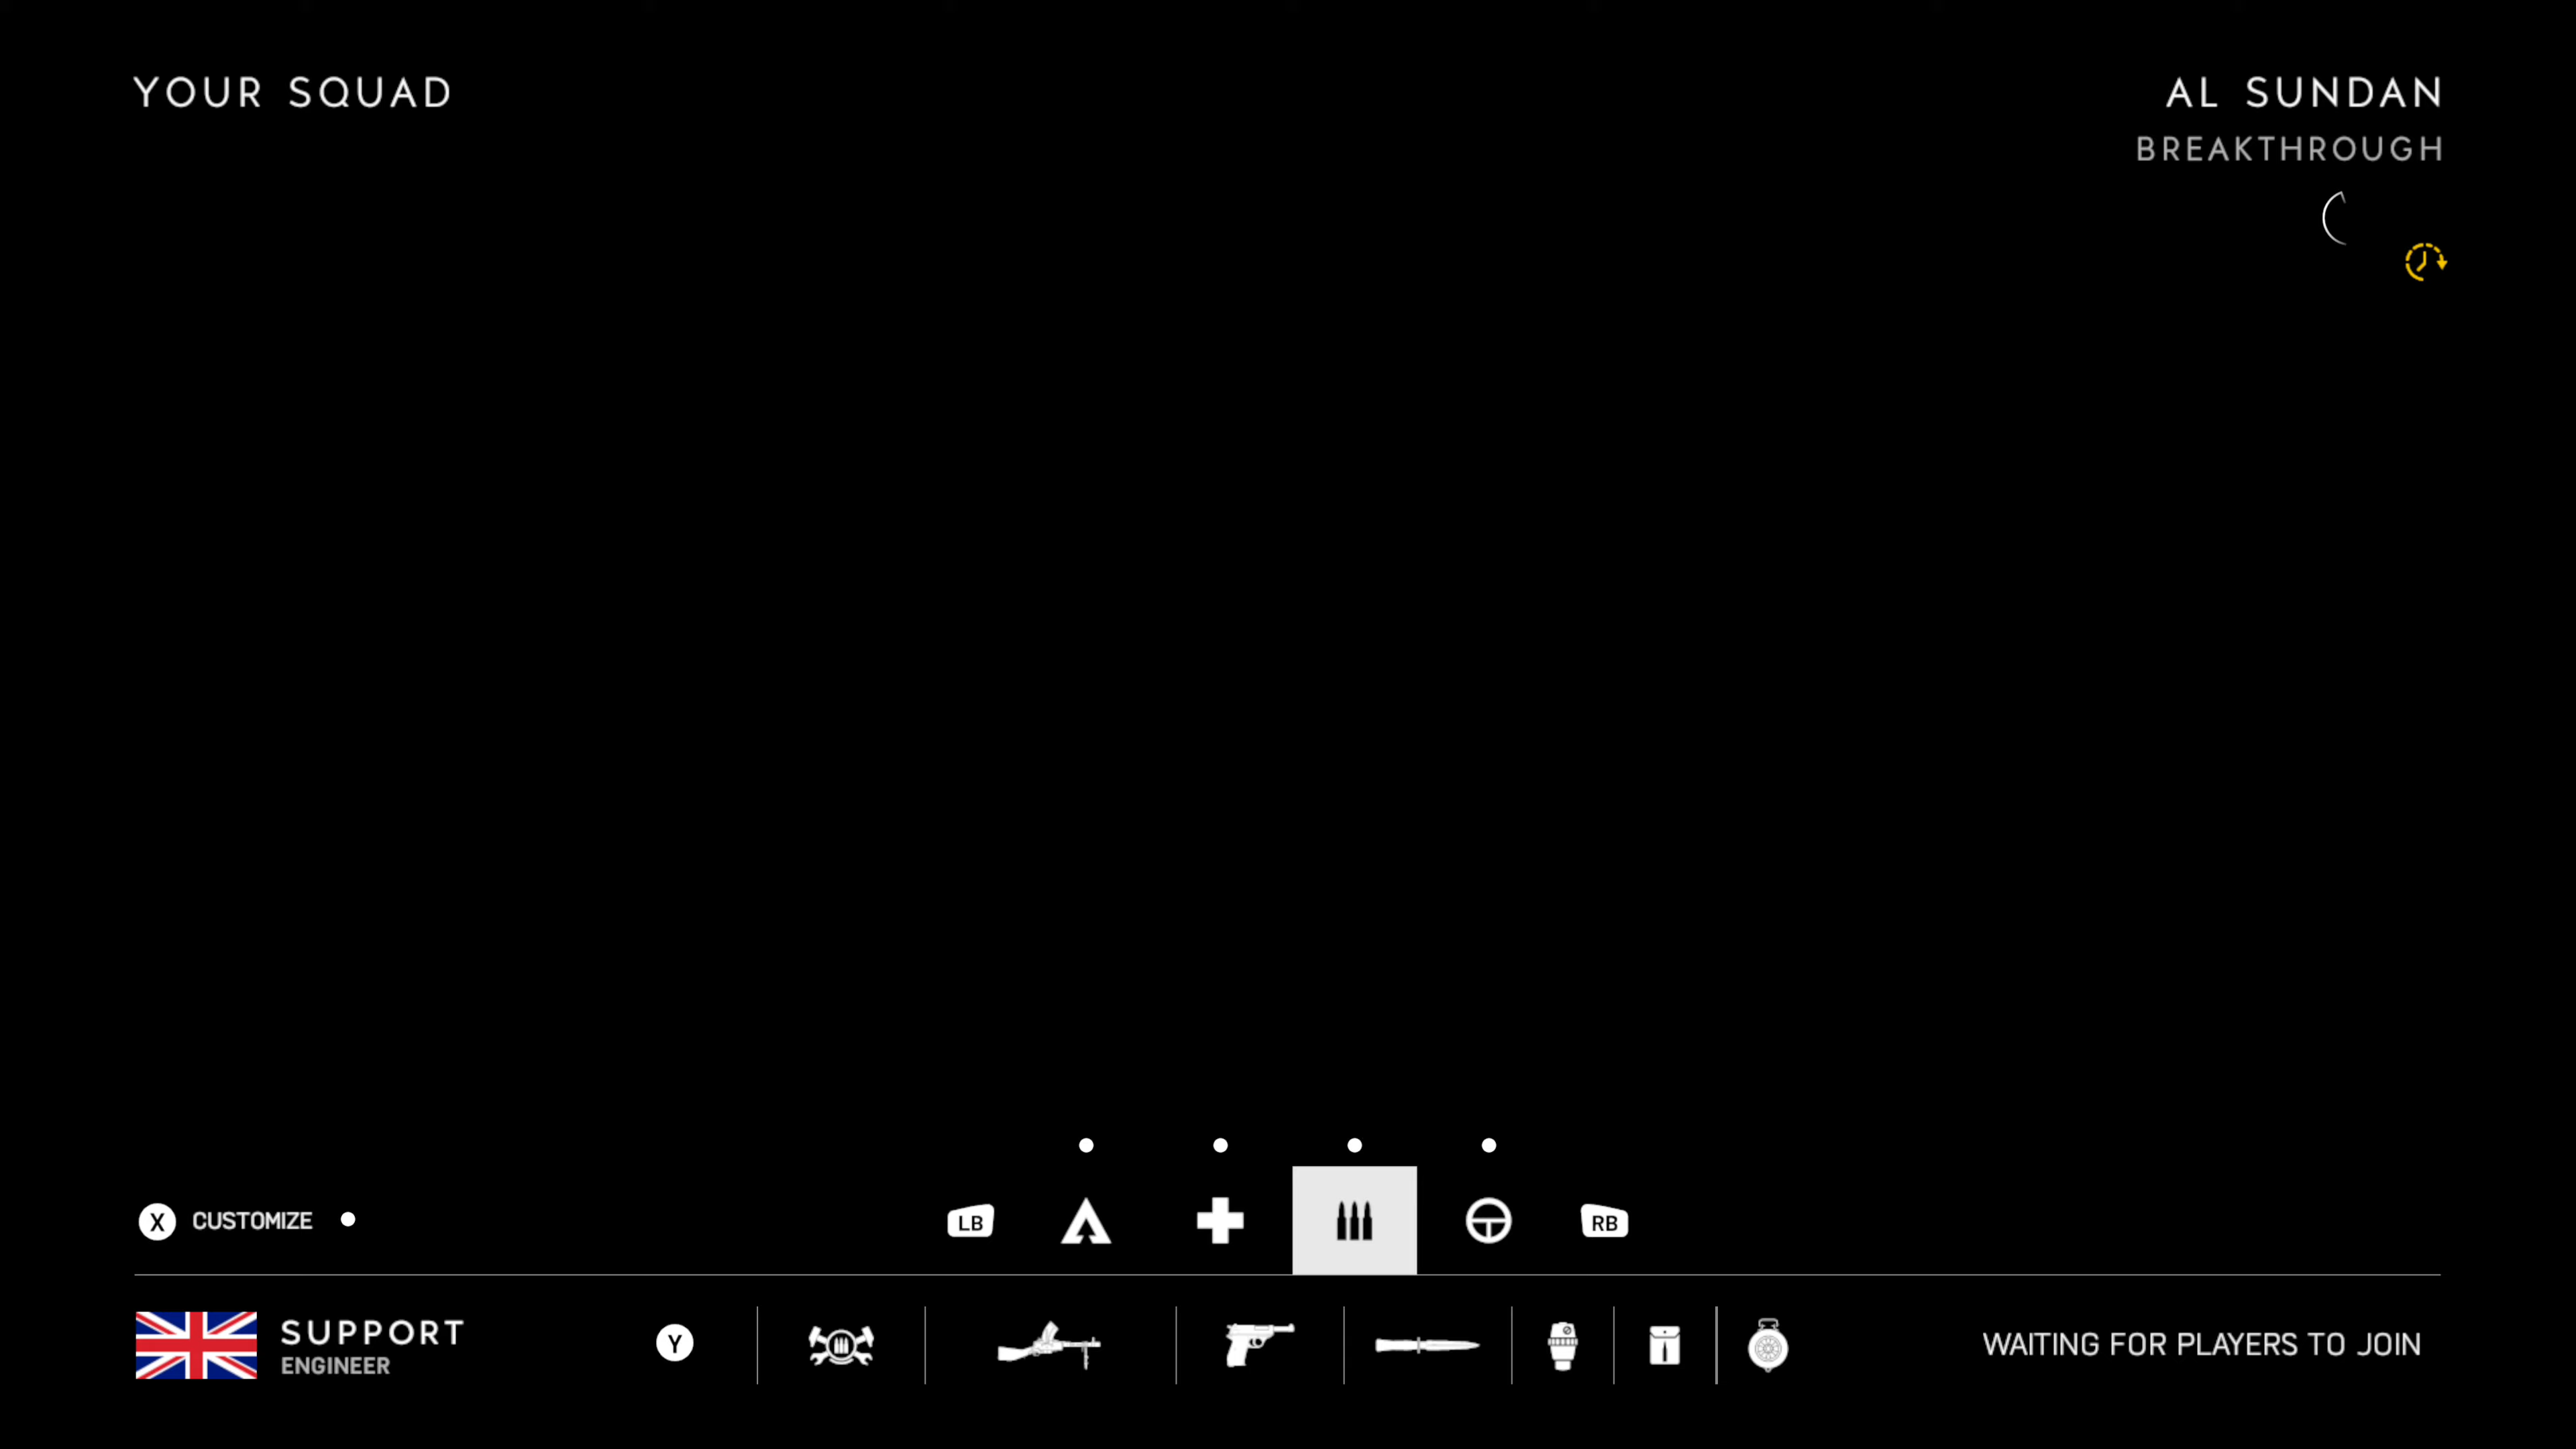 YOUR SQUAD
AL SUNDAN
BREAKTHROUGH
X CUSTOMIZE
LB
RB
SUPPORT
ENGINEER
Y
WAITING FOR PLAYERS TO JOIN